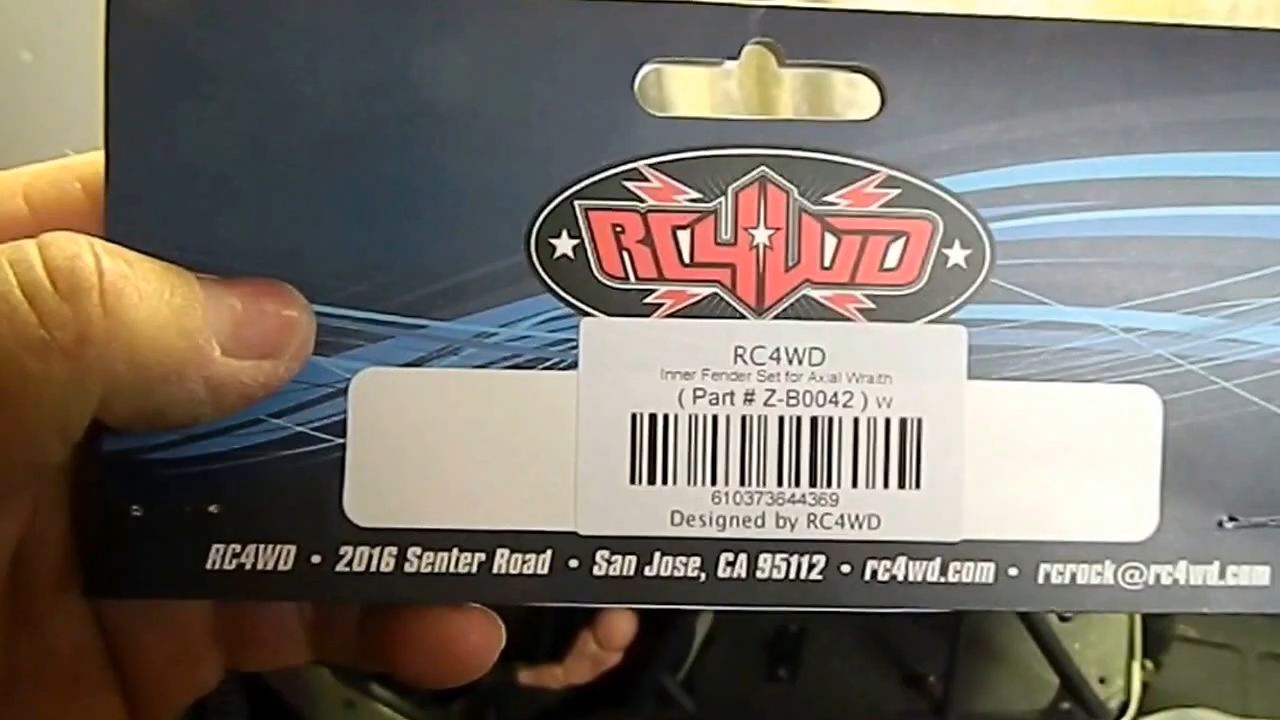 RC4WD
RC4WD
Inner Fender Set for Axial Wraith
( Part # Z-B0042 ) W
610373644369
Designed by RC4WD
RC4WD • 2016 Senter Road • San Jose, CA 95112 • rc4wd.com • rcrock@rc4wd.com